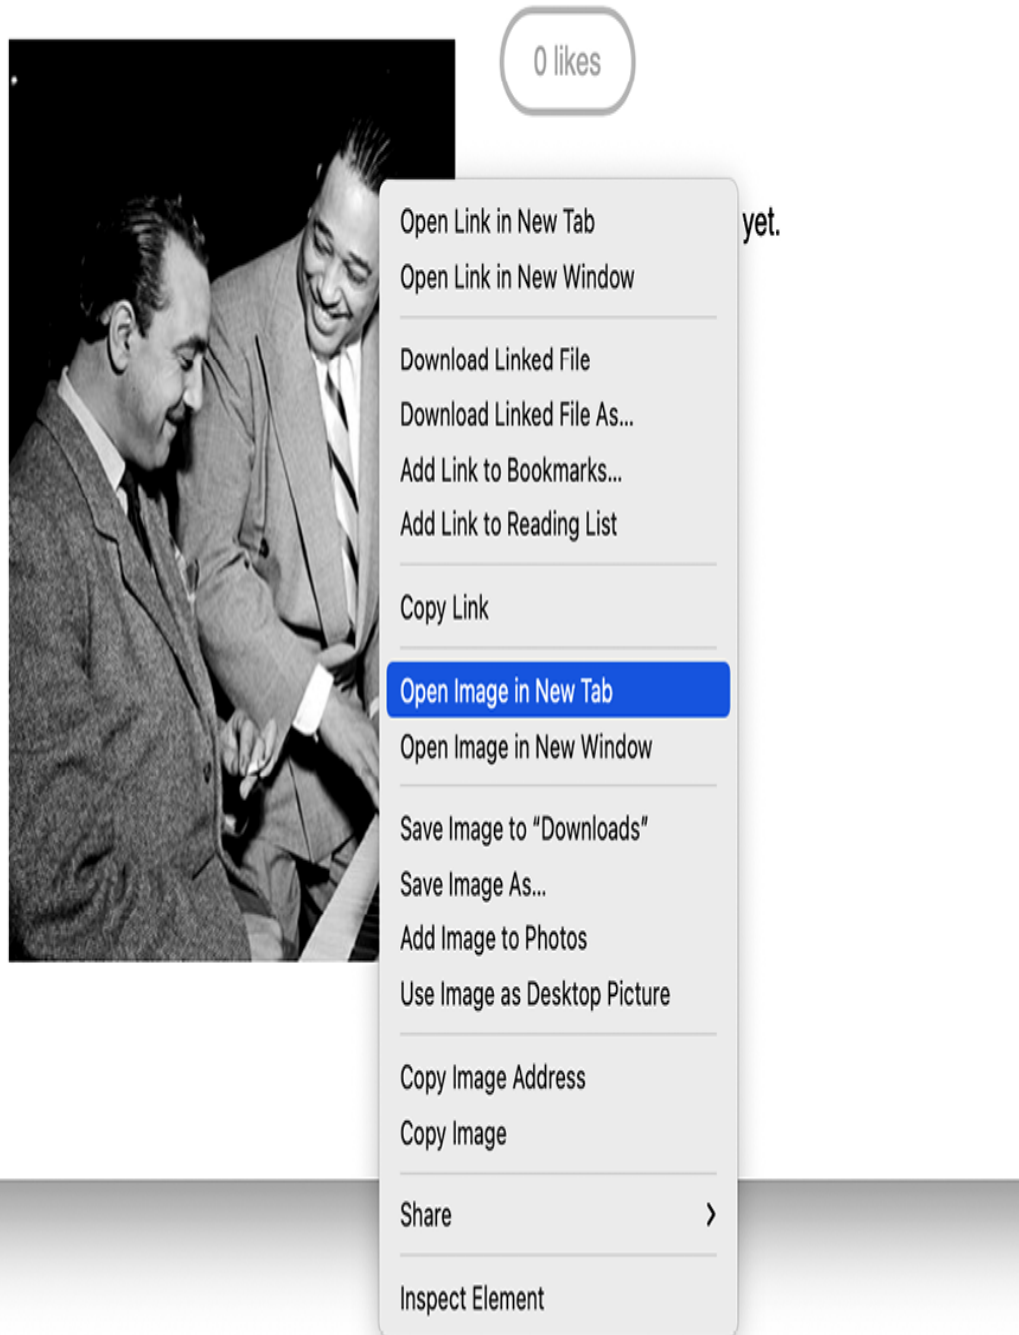 0 likes
yet.
Open Link in New Tab
Open Link in New Window
Download Linked File
Download Linked File As...
Add Link to Bookmarks...
Add Link to Reading List
Copy Link
Open Image in New Tab
Open Image in New Window
Save Image to “Downloads”
Save Image As...
Add Image to Photos
Use Image as Desktop Picture
Copy Image Address
Copy Image
Share
Inspect Element